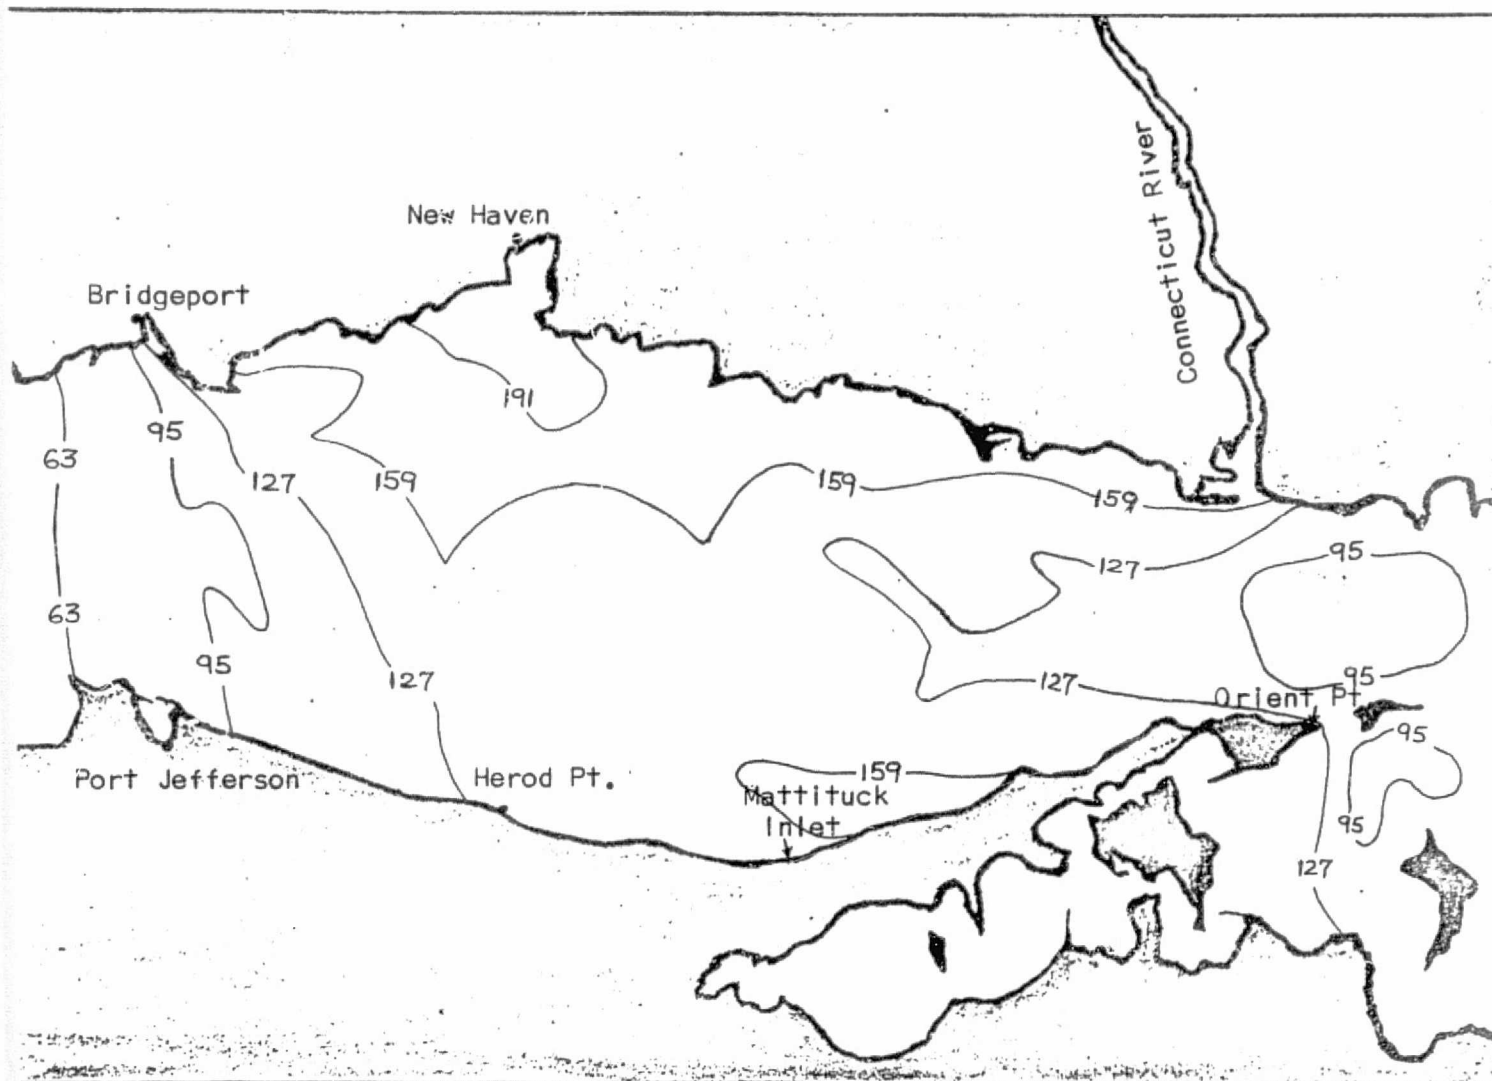 Connecticut River
New Haven
Bridgeport
191
95
63
127
159
159
159
95
127
63
95
127
127
95
Orient Pt
95
Port Jefferson
Herod Pt.
159
Mattituck
Inlet
95
127